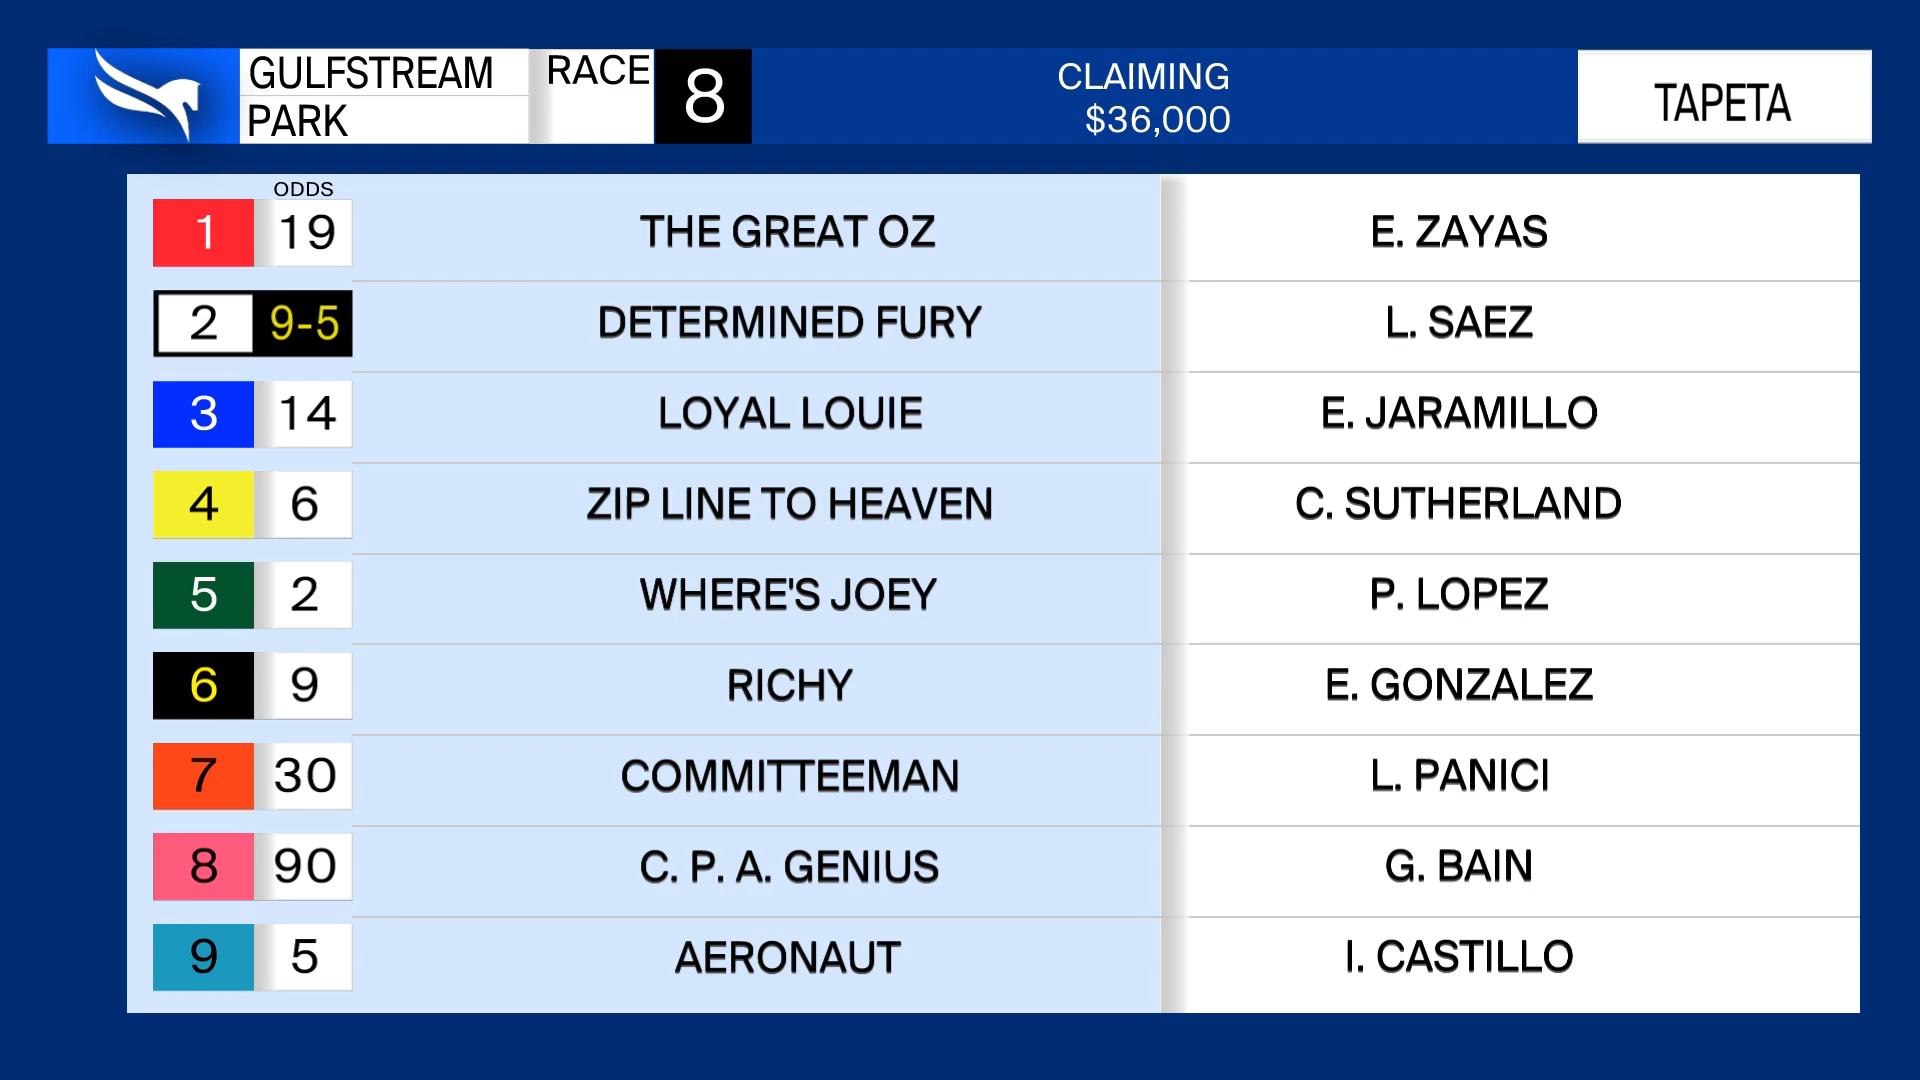 GULFSTREAM
PARK
RACE
8
CLAIMING
$36,000
TAPETA
ODDS
1 19 THE GREAT OZ E. ZAYAS
2 9-5 DETERMINED FURY L. SAEZ
3 14 LOYAL LOUIE E. JARAMILLO
4 6 ZIP LINE TO HEAVEN C. SUTHERLAND
5 2 WHERE'S JOEY P. LOPEZ
6 9 RICHY E. GONZALEZ
7 30 COMMITTEEMAN L. PANICI
8 90 C. P. A. GENIUS G. BAIN
9 5 AERONAUT I. CASTILLO